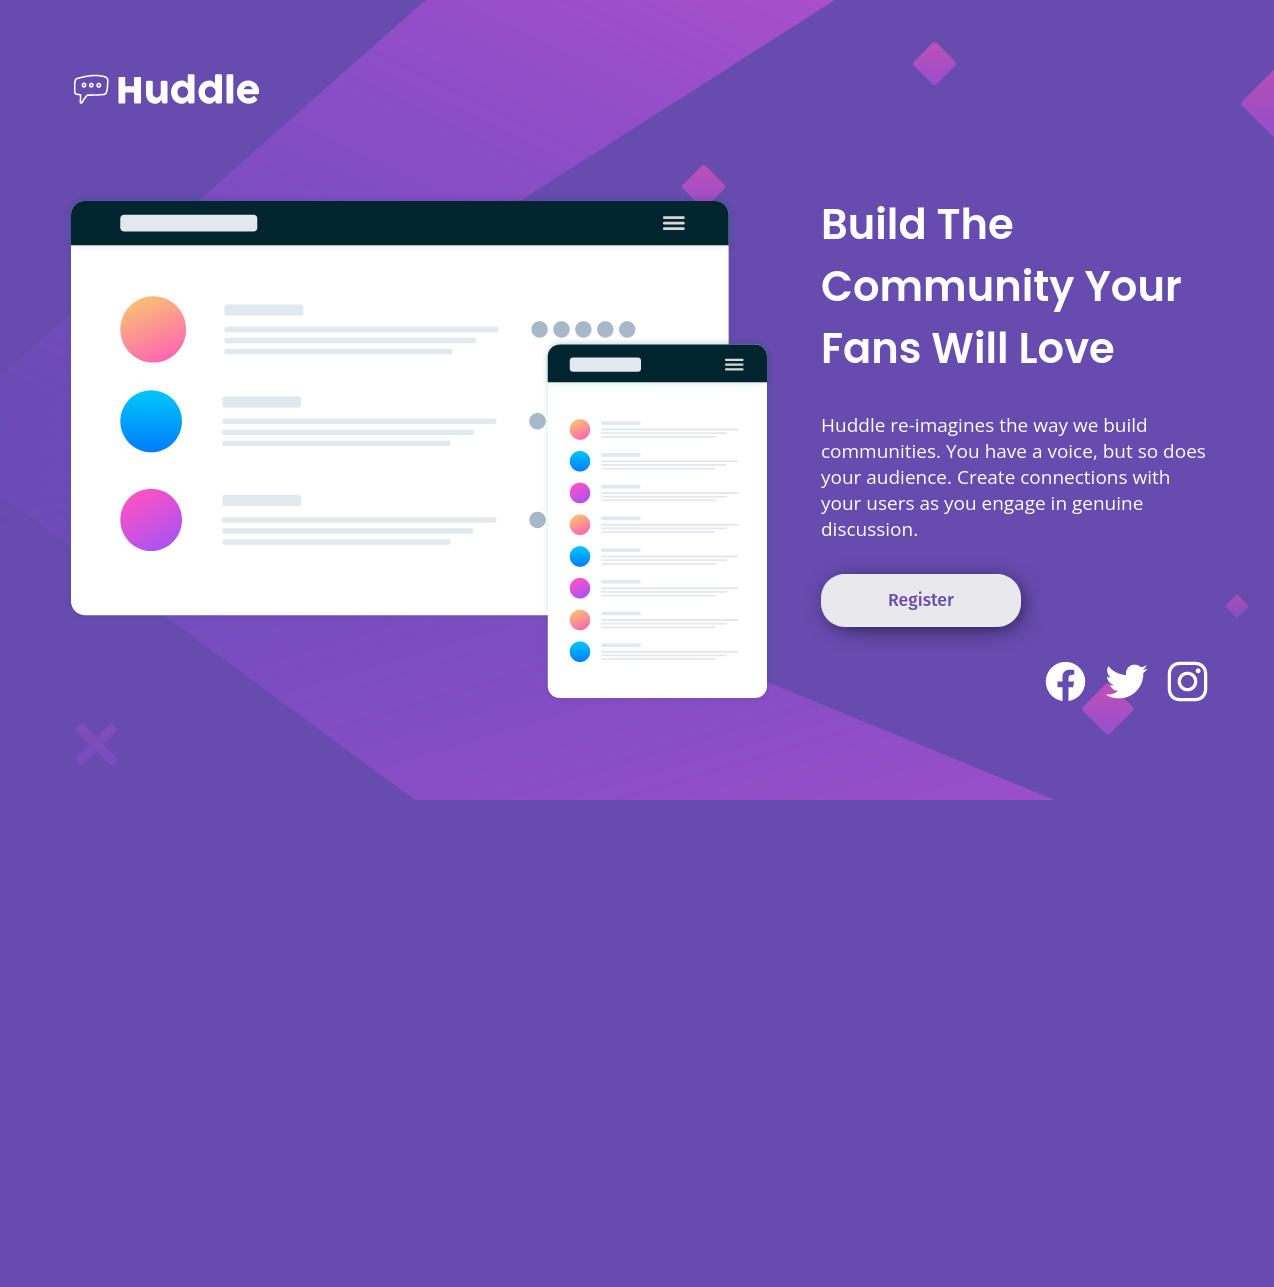 Huddle
Build The
Community Your
Fans Will Love
Huddle re-imagines the way we build
communities. You have a voice, but so does
your audience. Create connections with
your users as you engage in genuine
discussion.
Register